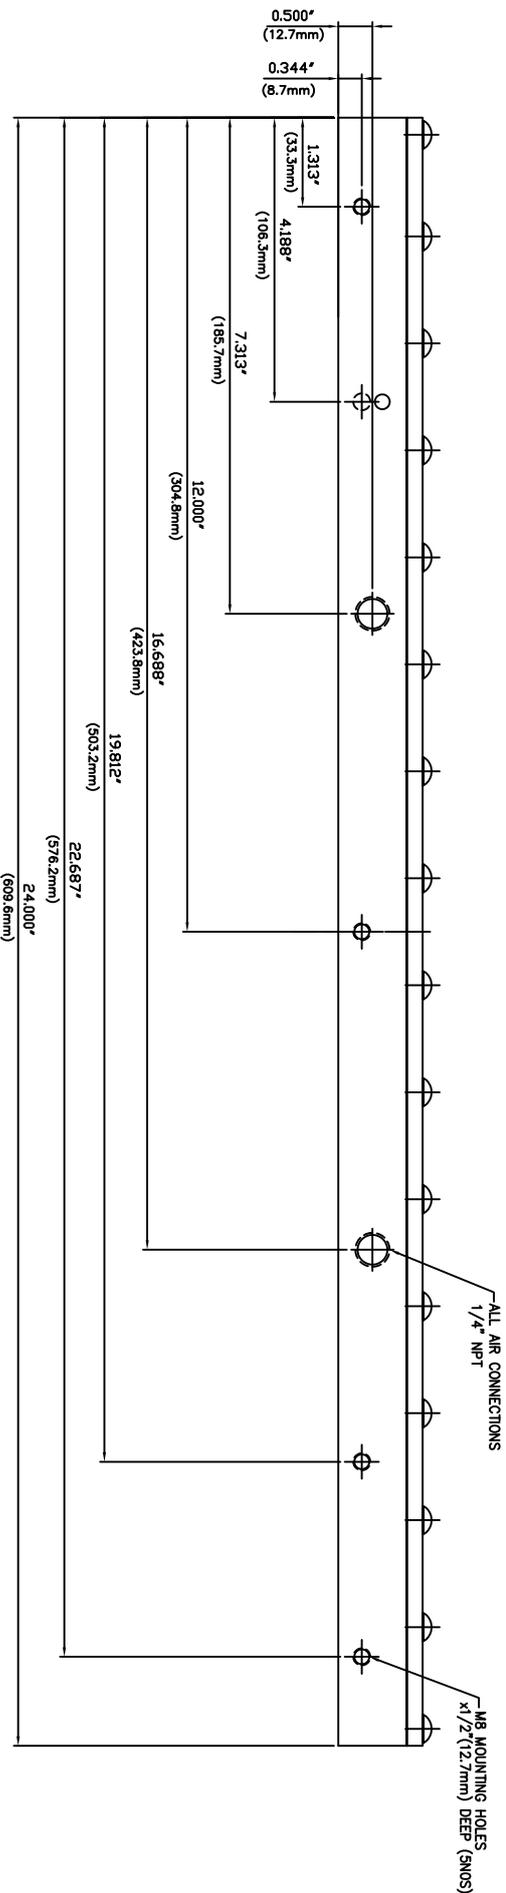 0.500"
(12.7mm)
0.344"
(8.7mm)
1.313"
(33.3mm)
4.188"
(106.3mm)
7.313"
(185.7mm)
12.000"
(304.8mm)
16.688"
(423.8mm)
19.812"
(503.2mm)
22.687"
(576.2mm)
24.000"
(609.6mm)
ALL AIR CONNECTIONS
1/4" NPT
M8 MOUNTING HOLES
x1/2"(12.7mm) DEEP (5NOS)